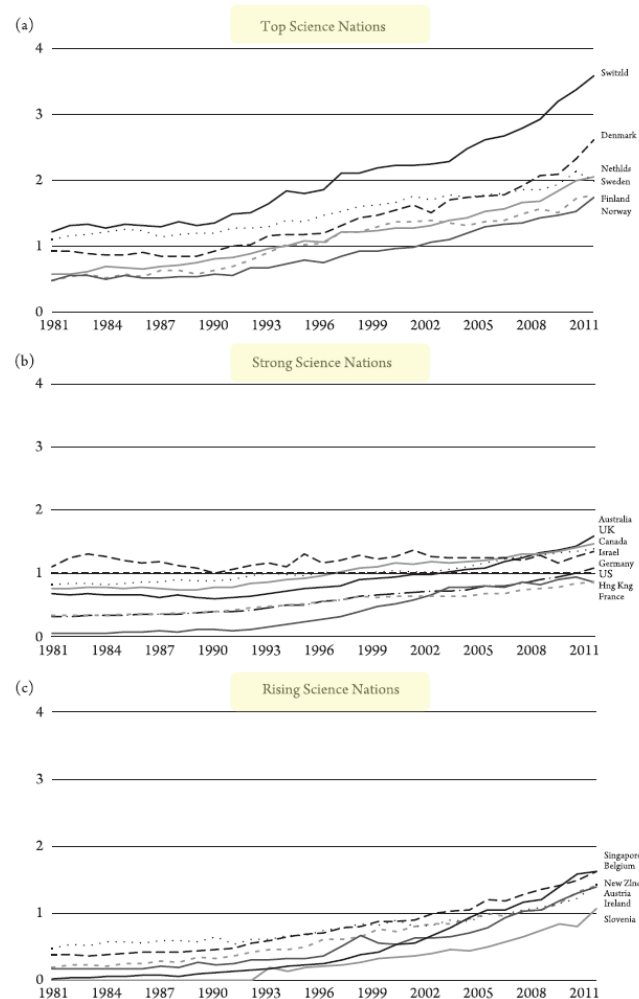 (a)
Top Science Nations
4
3
2
1
0
Switzld
Denmark
Nethlds
Sweden
Finland
Norway
1981 1984 1987 1990 1993 1996 1999 2002 2005 2008 2011
(b)
Strong Science Nations
4
3
2
1
0
Australia
UK
Canada
Israel
Germany
US
Hng Kng
France
1981 1984 1987 1990 1993 1996 1999 2002 2005 2008 2011
(c)
Rising Science Nations
4
3
2
1
0
Singapore
Belgium
New Zlnd
Austria
Ireland
Slovenia
1981 1984 1987 1990 1993 1996 1999 2002 2005 2008 2011